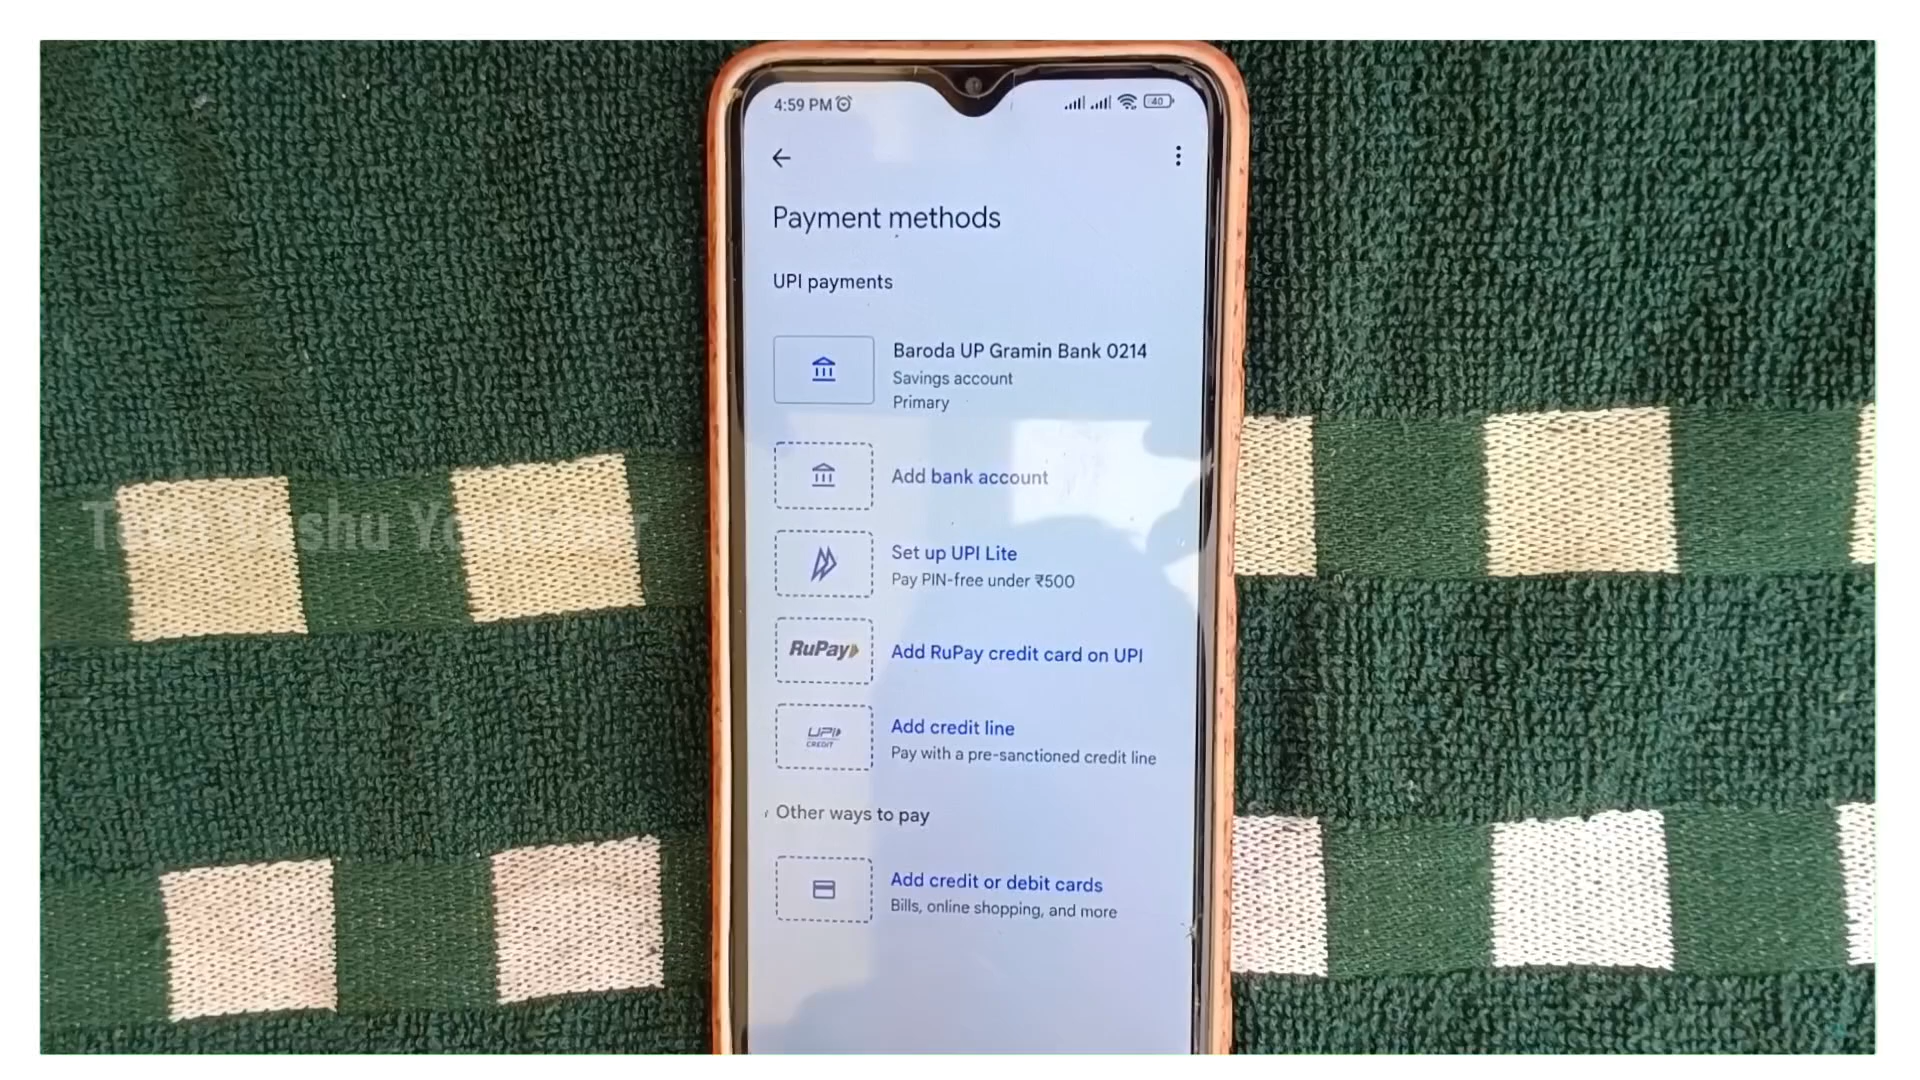 4:59 PM
40
Payment methods
UPI payments
Baroda UP Gramin Bank 0214
Savings account
Primary
Add bank account
Set up UPI Lite
Pay PIN-free under ₹500
RuPay
Add RuPay credit card on UPI
UPI
CREDIT
Add credit line
Pay with a pre-sanctioned credit line
Other ways to pay
Add credit or debit cards
Bills, online shopping, and more